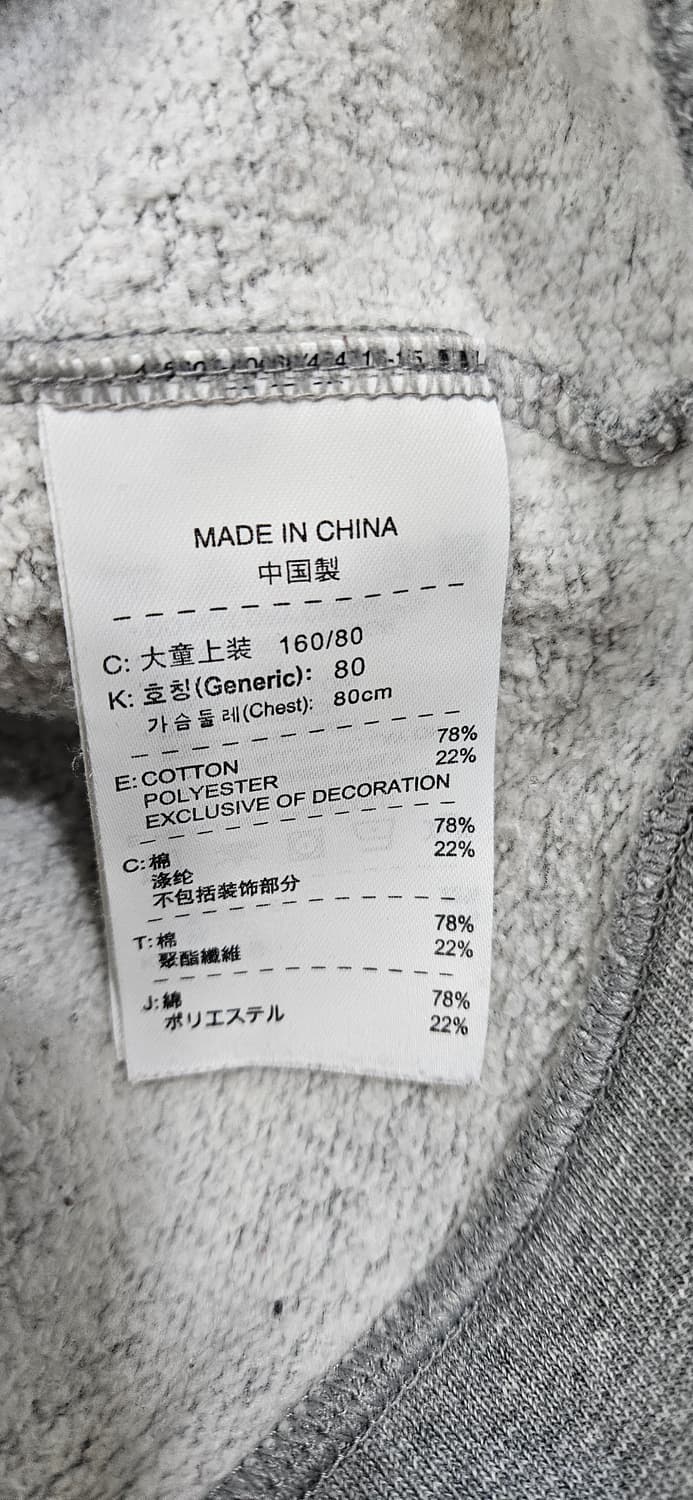 MADE IN CHINA
中国製
C: 大童上装 160/80
K: 호칭(Generic): 80
가슴둘레(Chest): 80cm
E: COTTON 78%
POLYESTER 22%
EXCLUSIVE OF DECORATION
C: 棉 78%
涤纶 22%
不包括装饰部分
T: 棉 78%
聚酯纖維 22%
J: 綿 78%
ポリエステル 22%